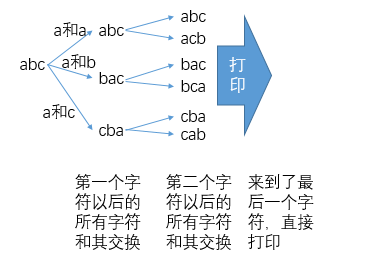 abc
a和a
a和b
a和c
abc
bac
cba
abc
acb
bac
bca
cba
cab
打
印
第一个字
符以后的
所有字符
和其交换
第二个字
符以后的
所有字符
和其交换
来到了最
后一个字
符，直接
打印